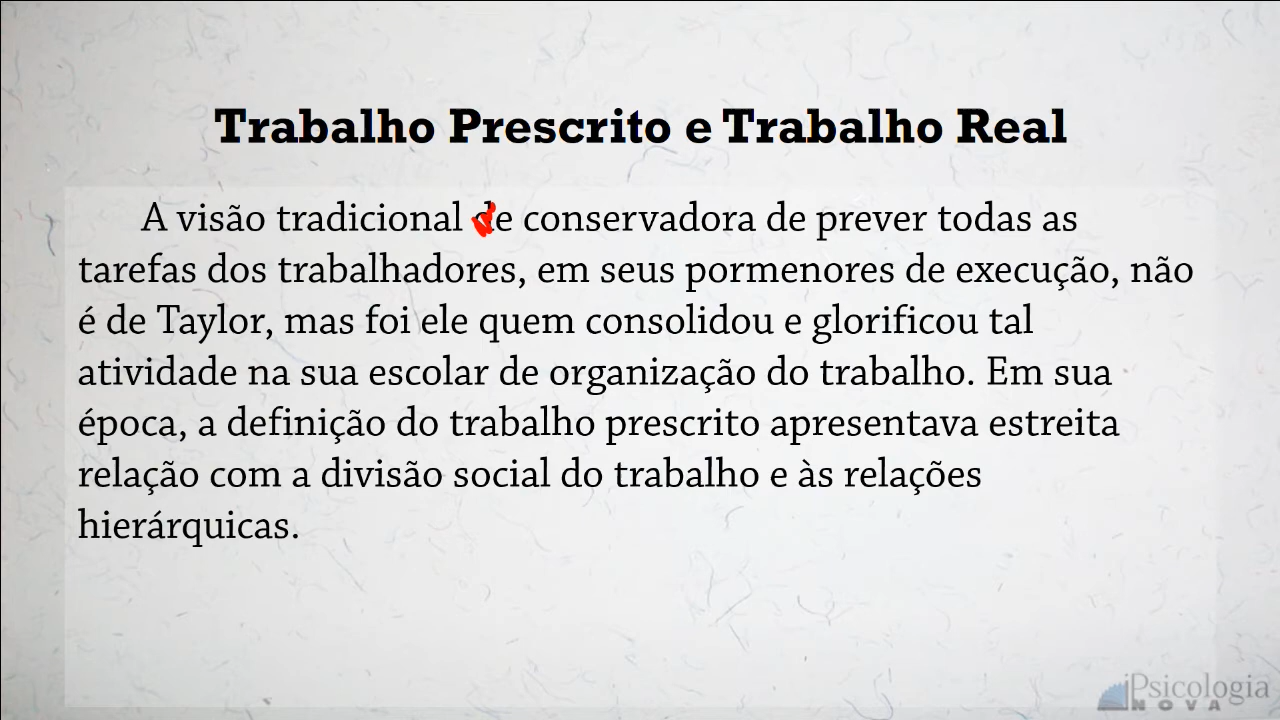 Trabalho Prescrito e Trabalho Real
A visão tradicional de conservadora de prever todas as
tarefas dos trabalhadores, em seus pormenores de execução, não
é de Taylor, mas foi ele quem consolidou e glorificou tal
atividade na sua escolar de organização do trabalho. Em sua
época, a definição do trabalho prescrito apresentava estreita
relação com a divisão social do trabalho e às relações
hierárquicas.
Psicologia
NOVA